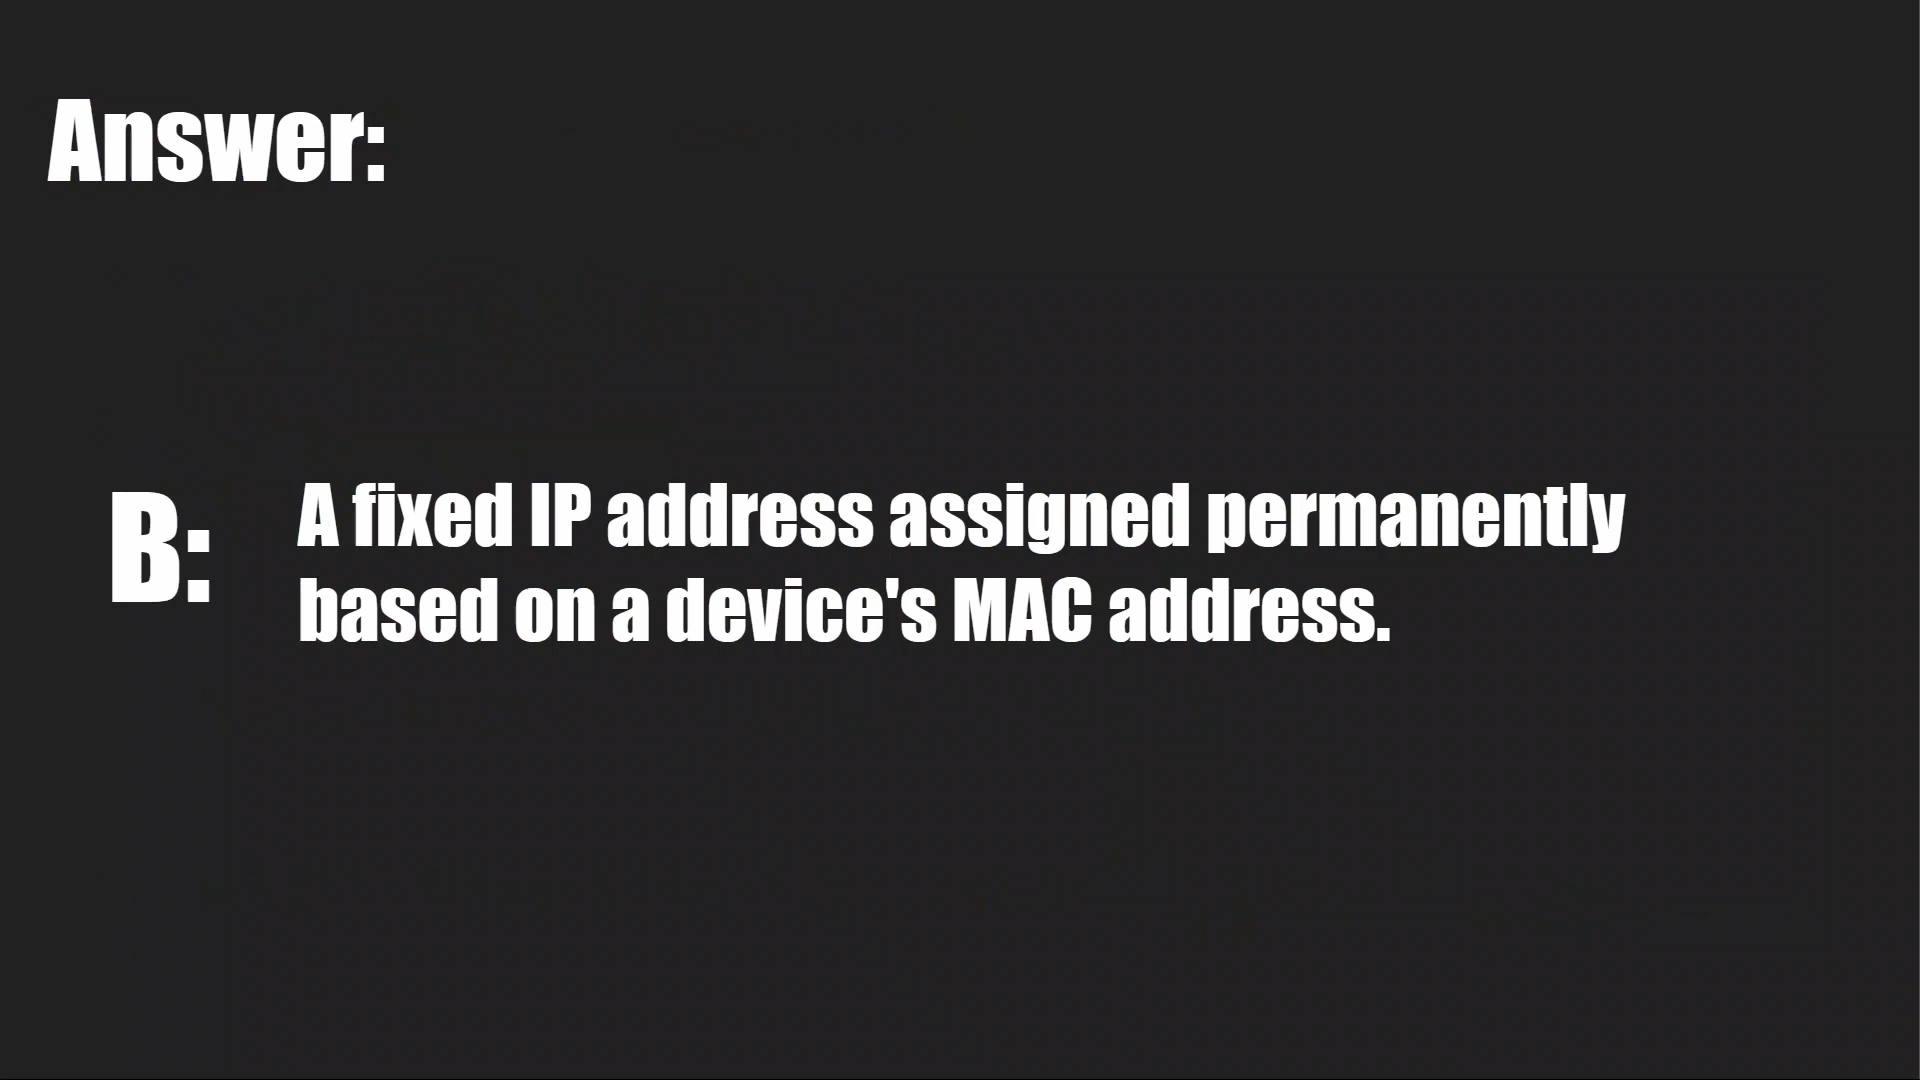 Answer:
B:
A fixed IP address assigned permanently
based on a device's MAC address.